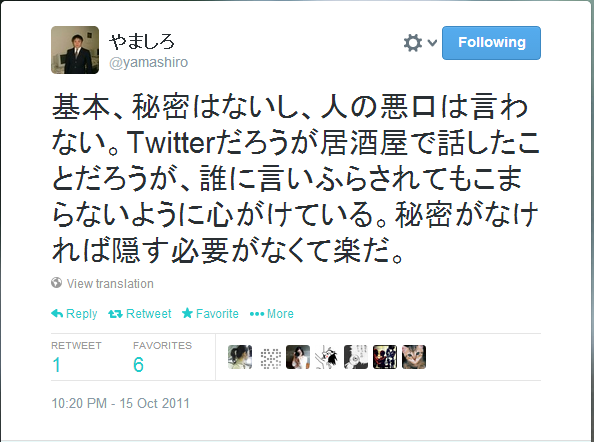 やましろ
@yamashiro
Following
基本、秘密はないし、人の悪口は言わ
ない。Twitterだろうが居酒屋で話したこ
とだろうが、誰に言いふらされてもこま
らないように心がけている。秘密がなけ
れば隠す必要がなくて楽だ。
View translation
Reply Retweet Favorite More
RETWEET FAVORITES
1 6
10:20 PM - 15 Oct 2011